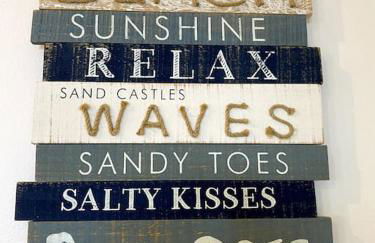 SUNSHINE
RELAX
SAND CASTLES
WAVES
SANDY TOES
SALTY KISSES